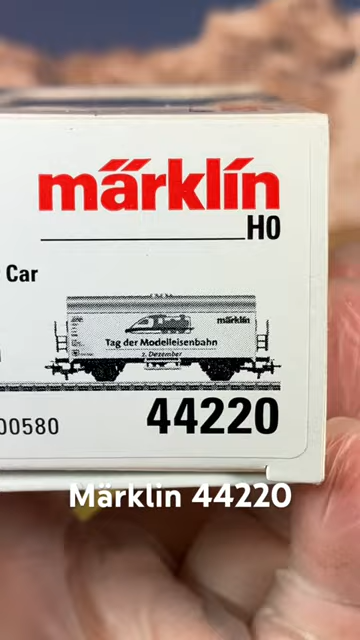 märklin
H0
Car
märklin
Tag der Modelleisenbahn
2. Dezember
00580
44220
Märklin 44220